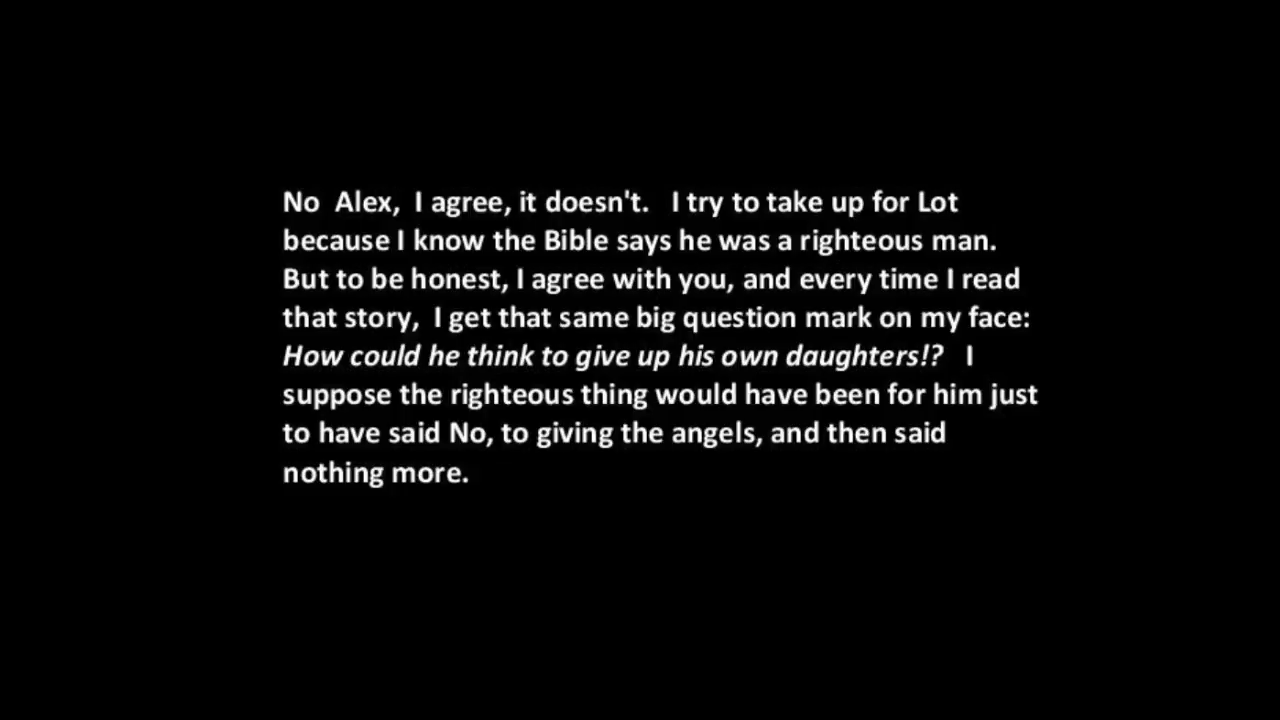 No  Alex,  I agree, it doesn't.   I try to take up for Lot
because I know the Bible says he was a righteous man.
But to be honest, I agree with you, and every time I read
that story,  I get that same big question mark on my face:
How could he think to give up his own daughters!?   I
suppose the righteous thing would have been for him just
to have said No, to giving the angels, and then said
nothing more.